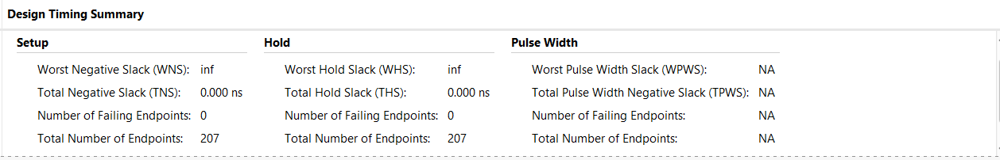 Design Timing Summary
Setup Hold Pulse Width
Worst Negative Slack (WNS): inf Worst Hold Slack (WHS): inf Worst Pulse Width Slack (WPWS): NA
Total Negative Slack (TNS): 0.000 ns Total Hold Slack (THS): 0.000 ns Total Pulse Width Negative Slack (TPWS): NA
Number of Failing Endpoints: 0 Number of Failing Endpoints: 0 Number of Failing Endpoints: NA
Total Number of Endpoints: 207 Total Number of Endpoints: 207 Total Number of Endpoints: NA